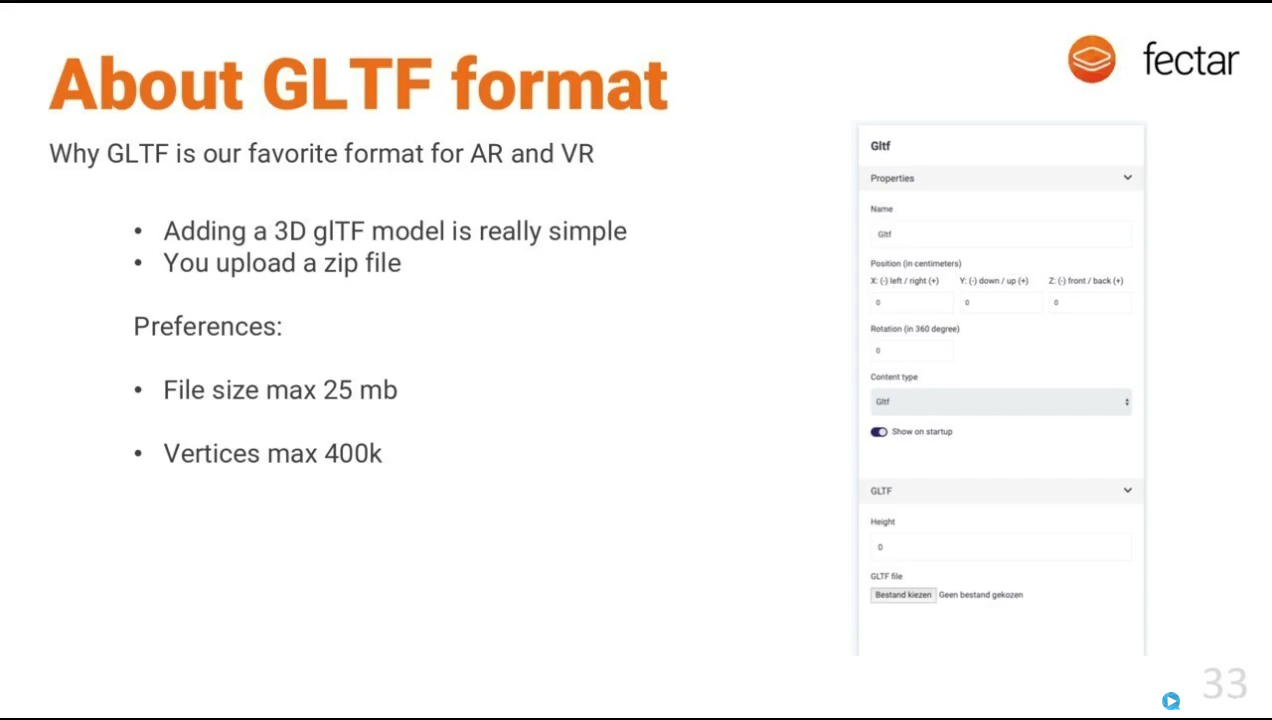 About GLTF format
fectar
Why GLTF is our favorite format for AR and VR
• Adding a 3D glTF model is really simple
• You upload a zip file
Preferences:
• File size max 25 mb
• Vertices max 400k
Gltf
Properties
Name
Gltf
Position (in centimeters)
X: (-) left / right (+) Y: (-) down / up (+) Z: (-) front / back (+)
0 0 0
Rotation (in 360 degree)
0
Content type
Gltf
Show on startup
GLTF
Height
0
GLTF file
Bestand kiezen Geen bestand gekozen
33